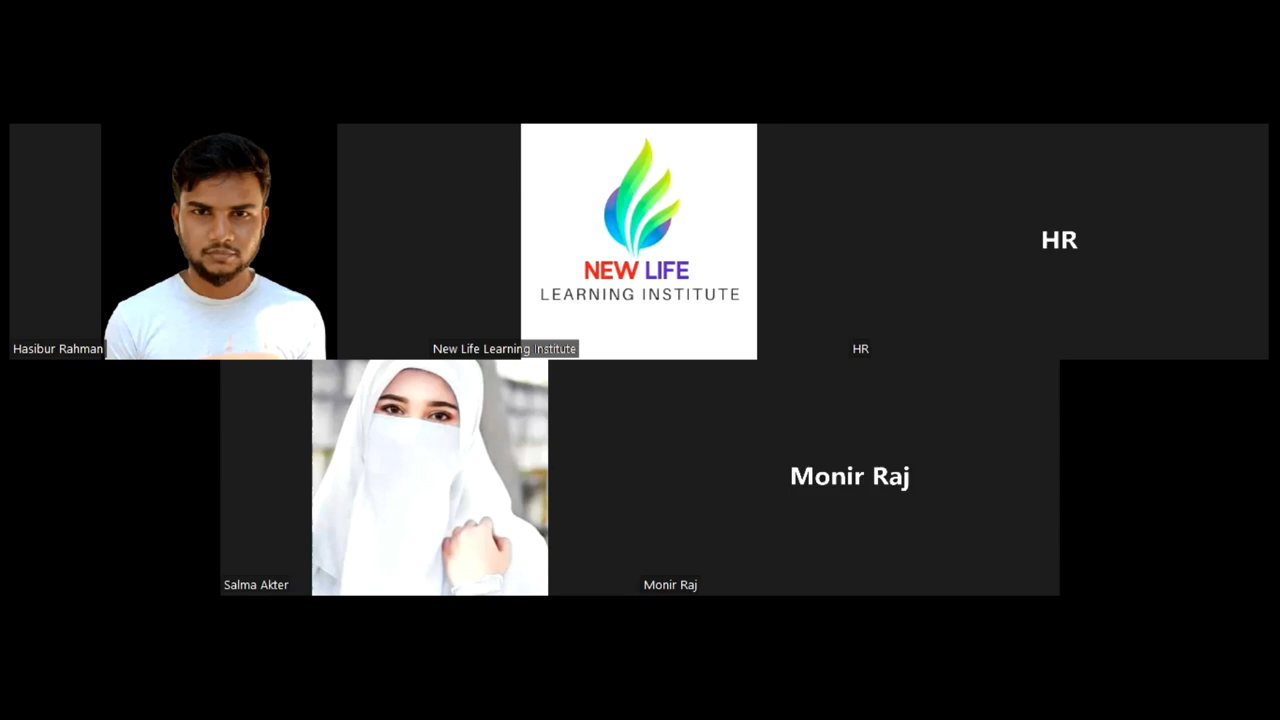 NEW LIFE
LEARNING INSTITUTE
HR
Hasibur Rahman
New Life Learning Institute
HR
Monir Raj
Salma Akter
Monir Raj